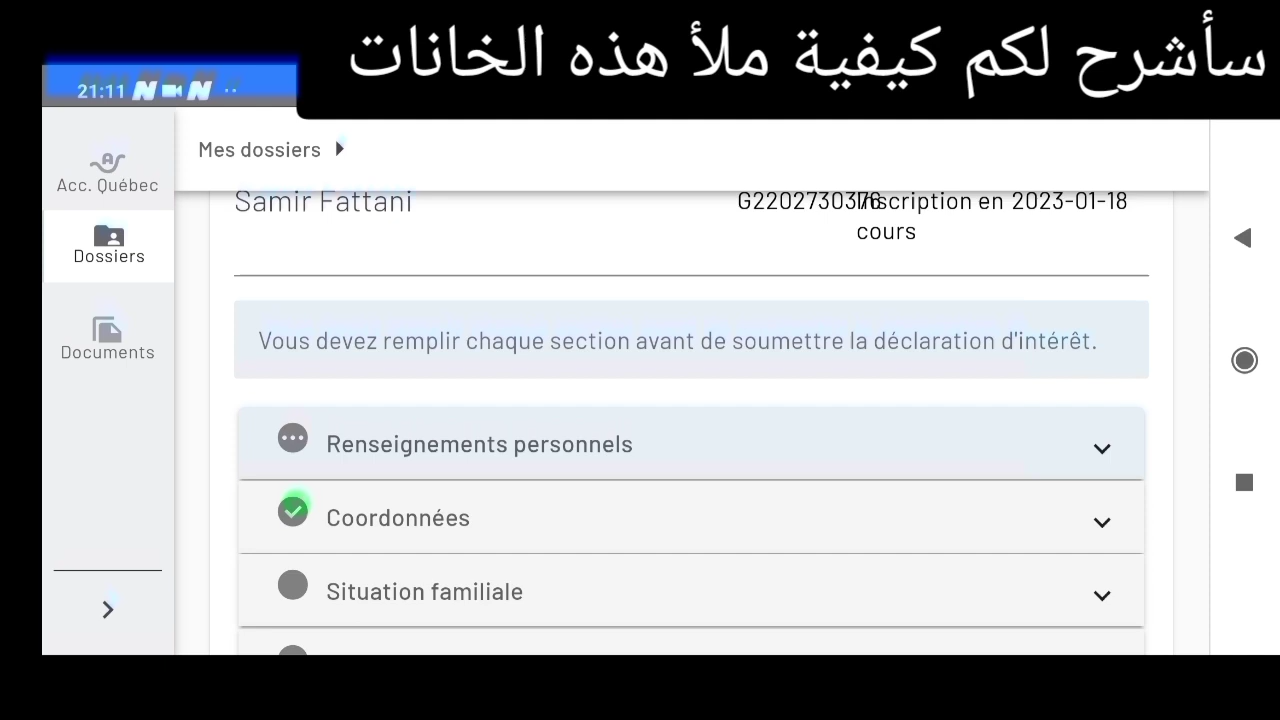 سأشرح لكم كيفية ملأ هذه الخانات
21:11
Mes dossiers
Acc. Québec
Dossiers
Documents
Samir Fattani
G2202730376 Inscription en 2023-01-18
cours
Vous devez remplir chaque section avant de soumettre la déclaration d'intérêt.
Renseignements personnels
Coordonnées
Situation familiale